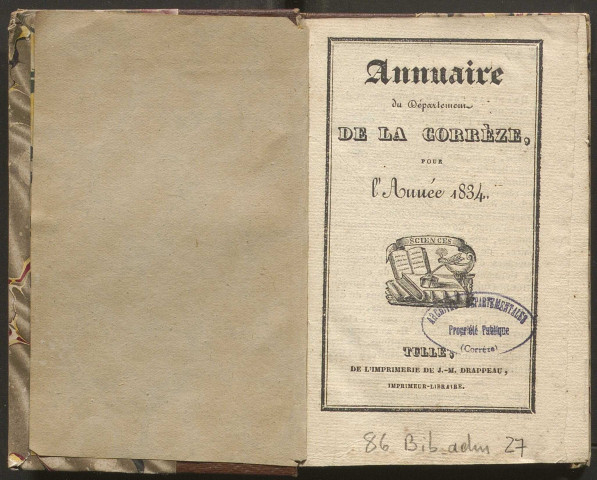 Annuaire
du Département
DE LA CORRÈZE,
POUR
l'Année 1834.
SCIENCES
ARCHIVES DÉPARTEMENTALES
Propriété Publique
(Corrèze)
TULLE,
DE L'IMPRIMERIE DE J.-M. DRAPPEAU,
IMPRIMEUR-LIBRAIRE.
86 Bib adm 27